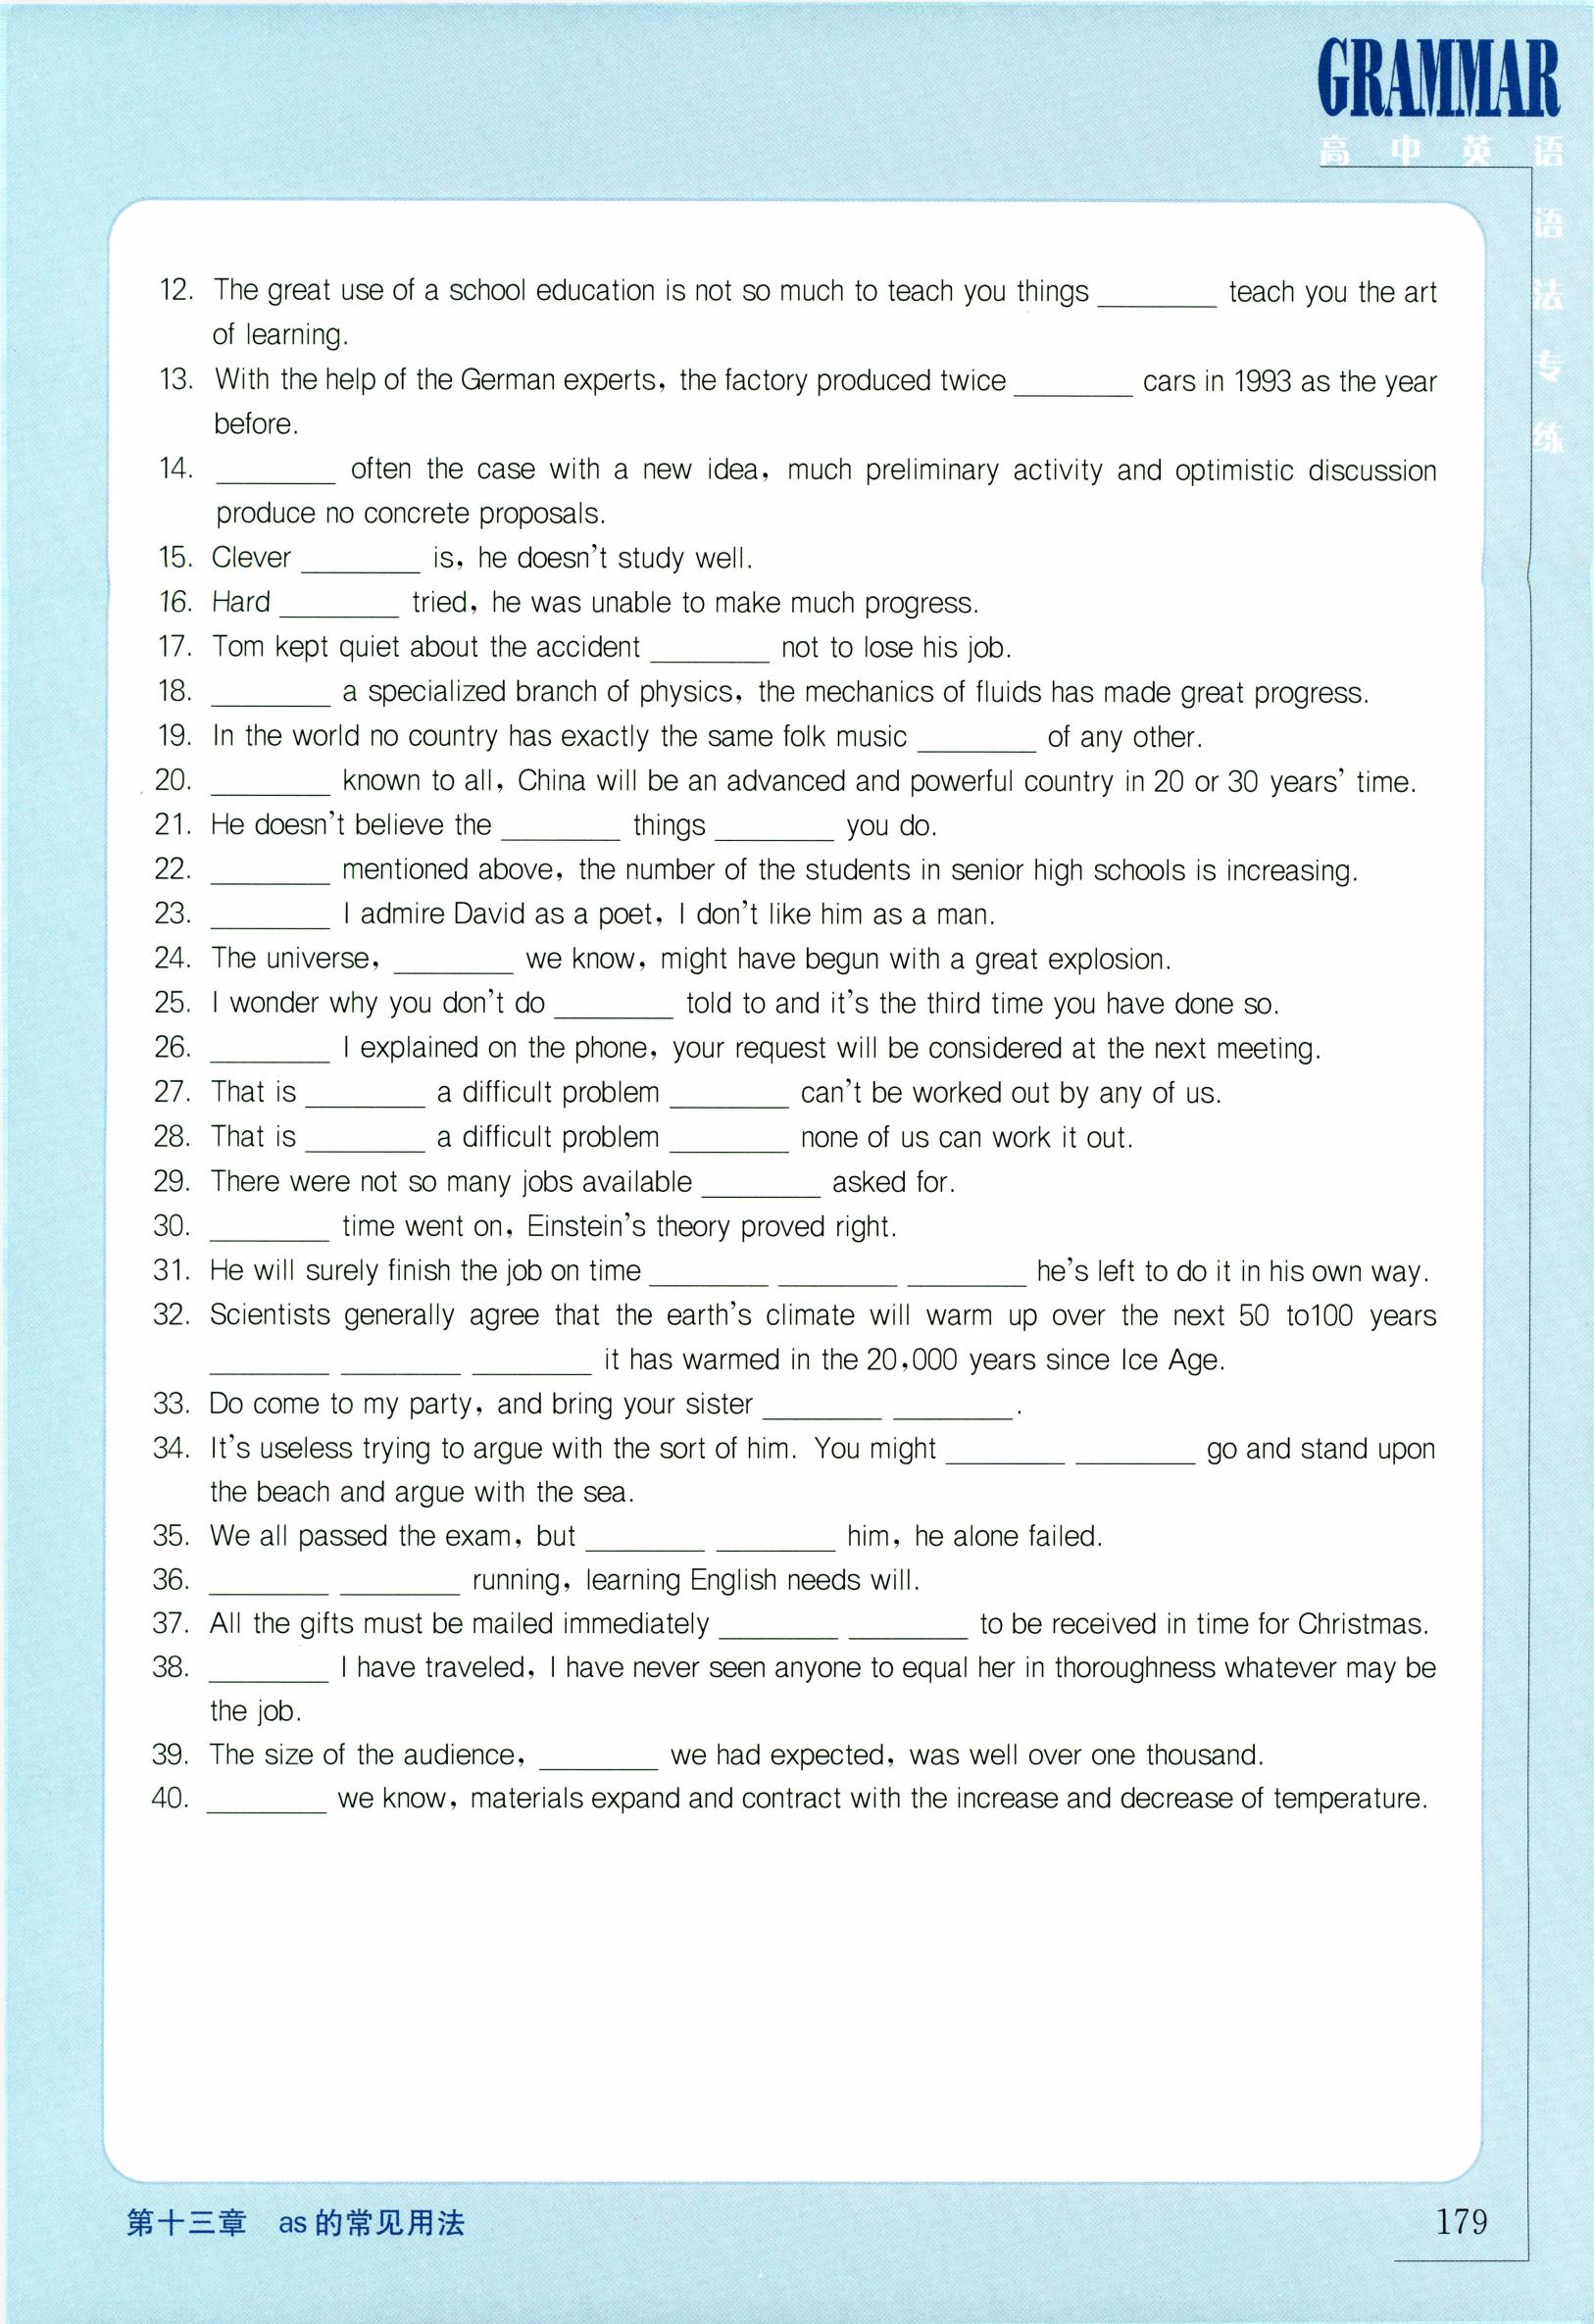 GRAMMAR
高中英语
语法专练
12. The great use of a school education is not so much to teach you things ________ teach you the art
of learning.
13. With the help of the German experts, the factory produced twice ________ cars in 1993 as the year
before.
14. ________ often the case with a new idea, much preliminary activity and optimistic discussion
produce no concrete proposals.
15. Clever ________ is, he doesn't study well.
16. Hard ________ tried, he was unable to make much progress.
17. Tom kept quiet about the accident ________ not to lose his job.
18. ________ a specialized branch of physics, the mechanics of fluids has made great progress.
19. In the world no country has exactly the same folk music ________ of any other.
20. ________ known to all, China will be an advanced and powerful country in 20 or 30 years' time.
21. He doesn't believe the ________ things ________ you do.
22. ________ mentioned above, the number of the students in senior high schools is increasing.
23. ________ I admire David as a poet, I don't like him as a man.
24. The universe, ________ we know, might have begun with a great explosion.
25. I wonder why you don't do ________ told to and it's the third time you have done so.
26. ________ I explained on the phone, your request will be considered at the next meeting.
27. That is ________ a difficult problem ________ can't be worked out by any of us.
28. That is ________ a difficult problem ________ none of us can work it out.
29. There were not so many jobs available ________ asked for.
30. ________ time went on, Einstein's theory proved right.
31. He will surely finish the job on time ________ ________ ________ he's left to do it in his own way.
32. Scientists generally agree that the earth's climate will warm up over the next 50 to100 years
________ ________ ________ it has warmed in the 20,000 years since Ice Age.
33. Do come to my party, and bring your sister ________ ________.
34. It's useless trying to argue with the sort of him. You might ________ ________ go and stand upon
the beach and argue with the sea.
35. We all passed the exam, but ________ ________ him, he alone failed.
36. ________ ________ running, learning English needs will.
37. All the gifts must be mailed immediately ________ ________ to be received in time for Christmas.
38. ________ I have traveled, I have never seen anyone to equal her in thoroughness whatever may be
the job.
39. The size of the audience, ________ we had expected, was well over one thousand.
40. ________ we know, materials expand and contract with the increase and decrease of temperature.
第十三章 as的常见用法
179